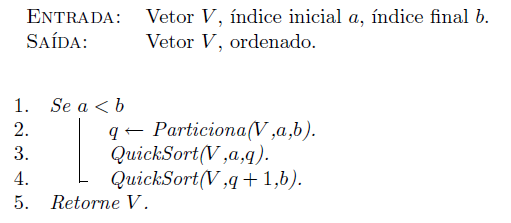 ENTRADA: Vetor V, índice inicial a, índice final b.
SAÍDA: Vetor V, ordenado.
1. Se a < b
2. q ← Particiona(V,a,b).
3. QuickSort(V,a,q).
4. QuickSort(V,q + 1,b).
5. Retorne V.